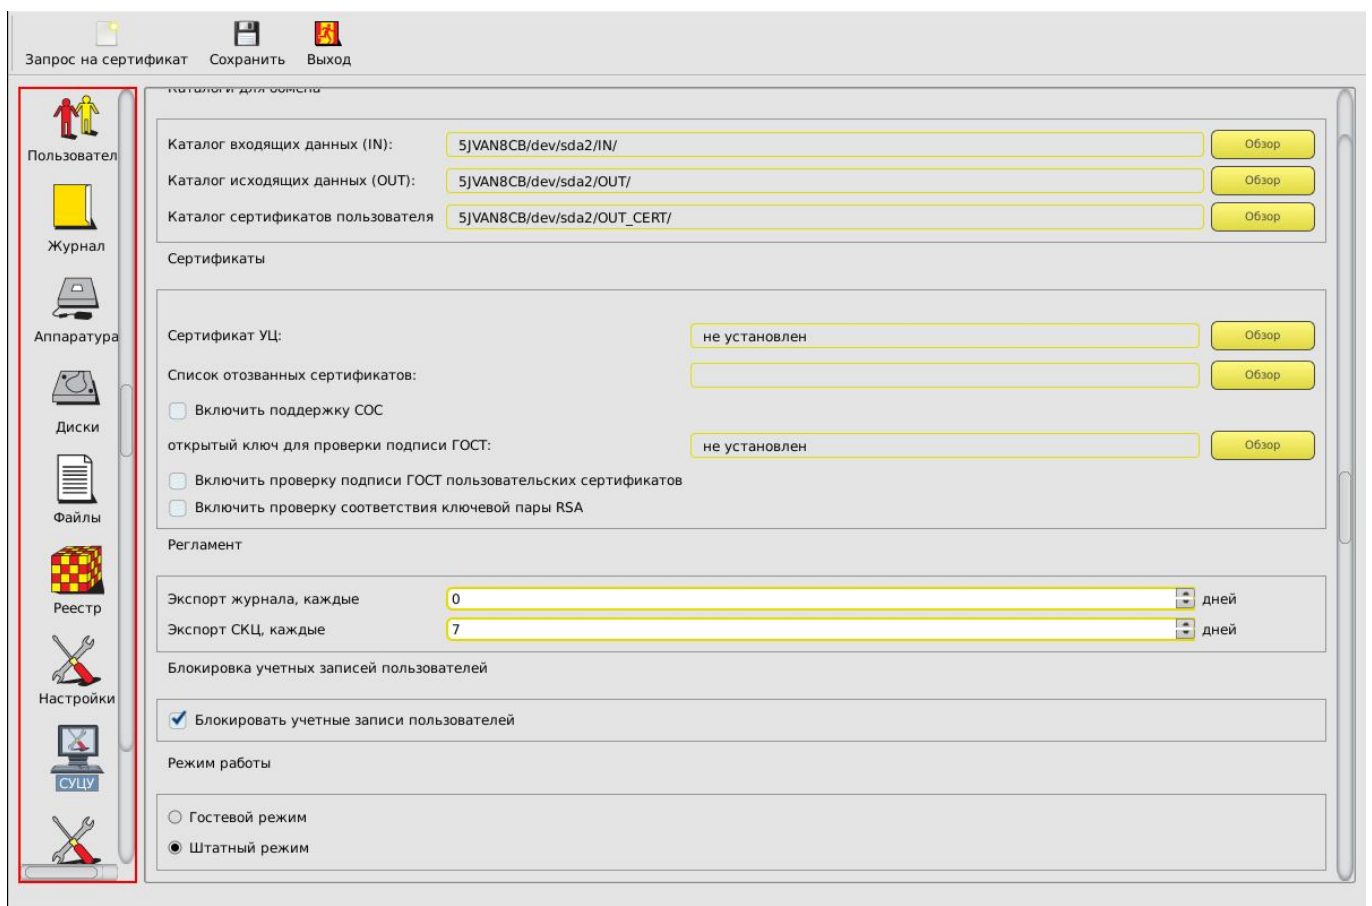 Запрос на сертификат
Сохранить
Выход
Пользовател
Журнал
Аппаратура
Диски
Файлы
Реестр
Настройки
СУЦУ
Каталоги для обмена
Каталог входящих данных (IN): 5JVAN8CB/dev/sda2/IN/ Обзор
Каталог исходящих данных (OUT): 5JVAN8CB/dev/sda2/OUT/ Обзор
Каталог сертификатов пользователя 5JVAN8CB/dev/sda2/OUT_CERT/ Обзор
Сертификаты
Сертификат УЦ: не установлен Обзор
Список отозванных сертификатов: Обзор
Включить поддержку СОС
открытый ключ для проверки подписи ГОСТ: не установлен Обзор
Включить проверку подписи ГОСТ пользовательских сертификатов
Включить проверку соответствия ключевой пары RSA
Регламент
Экспорт журнала, каждые 0 дней
Экспорт СКЦ, каждые 7 дней
Блокировка учетных записей пользователей
Блокировать учетные записи пользователей
Режим работы
Гостевой режим
Штатный режим